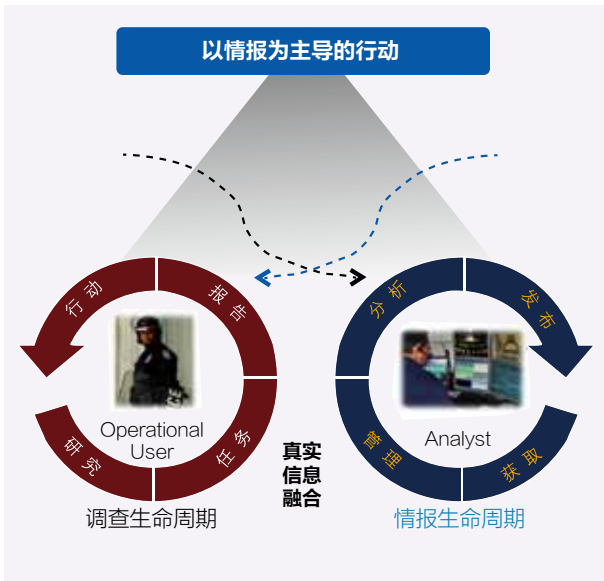 以情报为主导的行动
行动
报告
任务
研究
Operational
User
调查生命周期
真实
信息
融合
分析
发布
获取
管理
Analyst
情报生命周期